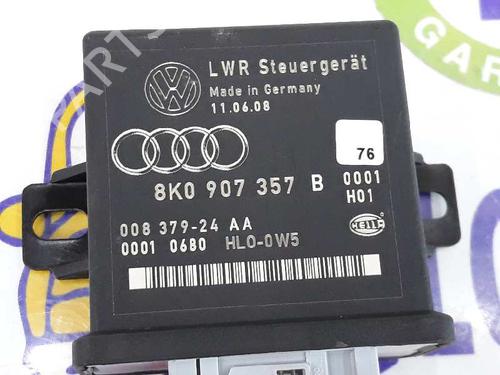 LWR Steuergerät
Made in Germany
11.06.08
76
8K0 907 357 B 0001
H01
008 379-24 AA
0001 0680 HLO-0W5
HELLA